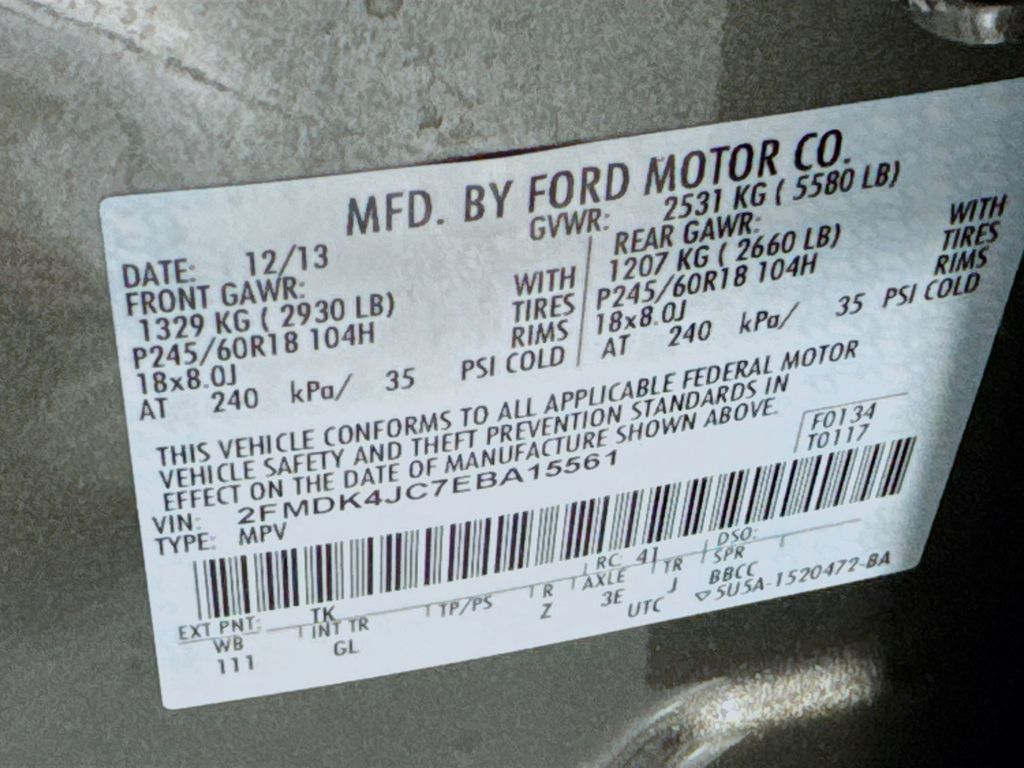 MFD. BY FORD MOTOR CO.
DATE: 12/13 GVWR: 2531 KG ( 5580 LB)
FRONT GAWR: REAR GAWR:
1329 KG ( 2930 LB) WITH 1207 KG ( 2660 LB) WITH
P245/60R18 104H TIRES P245/60R18 104H TIRES
18x8.0J RIMS 18x8.0J RIMS
AT 240 kPa/ 35 PSI COLD AT 240 kPa/ 35 PSI COLD
THIS VEHICLE CONFORMS TO ALL APPLICABLE FEDERAL MOTOR
VEHICLE SAFETY AND THEFT PREVENTION STANDARDS IN
EFFECT ON THE DATE OF MANUFACTURE SHOWN ABOVE.
VIN: 2FMDK4JC7EBA15561 F0134
TYPE: MPV T0117
EXT PNT: TK RC: 41 DSO:
WB INT TR TP/PS R AXLE TR SPR
111 GL Z 3E J BBCC
UTC ▽5U5A-1520472-BA